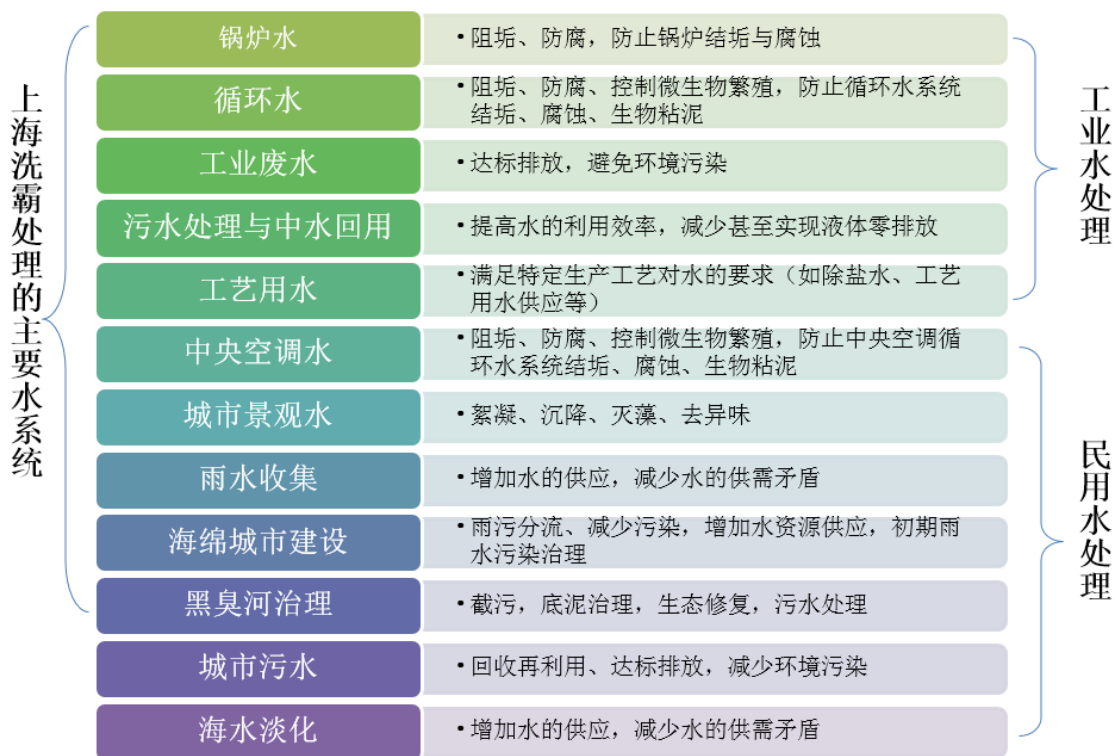 上海洗霸处理的主要水系统
锅炉水
•阻垢、防腐，防止锅炉结垢与腐蚀
循环水
•阻垢、防腐、控制微生物繁殖，防止循环水系统
结垢、腐蚀、生物粘泥
工业废水
•达标排放，避免环境污染
污水处理与中水回用
•提高水的利用效率，减少甚至实现液体零排放
工艺用水
•满足特定生产工艺对水的要求（如除盐水、工艺
用水供应等）
工业水处理
中央空调水
•阻垢、防腐、控制微生物繁殖，防止中央空调循
环水系统结垢、腐蚀、生物粘泥
城市景观水
•絮凝、沉降、灭藻、去异味
雨水收集
•增加水的供应，减少水的供需矛盾
海绵城市建设
•雨污分流、减少污染，增加水资源供应，初期雨
水污染治理
黑臭河治理
•截污，底泥治理，生态修复，污水处理
城市污水
•回收再利用、达标排放，减少环境污染
海水淡化
•增加水的供应，减少水的供需矛盾
民用水处理